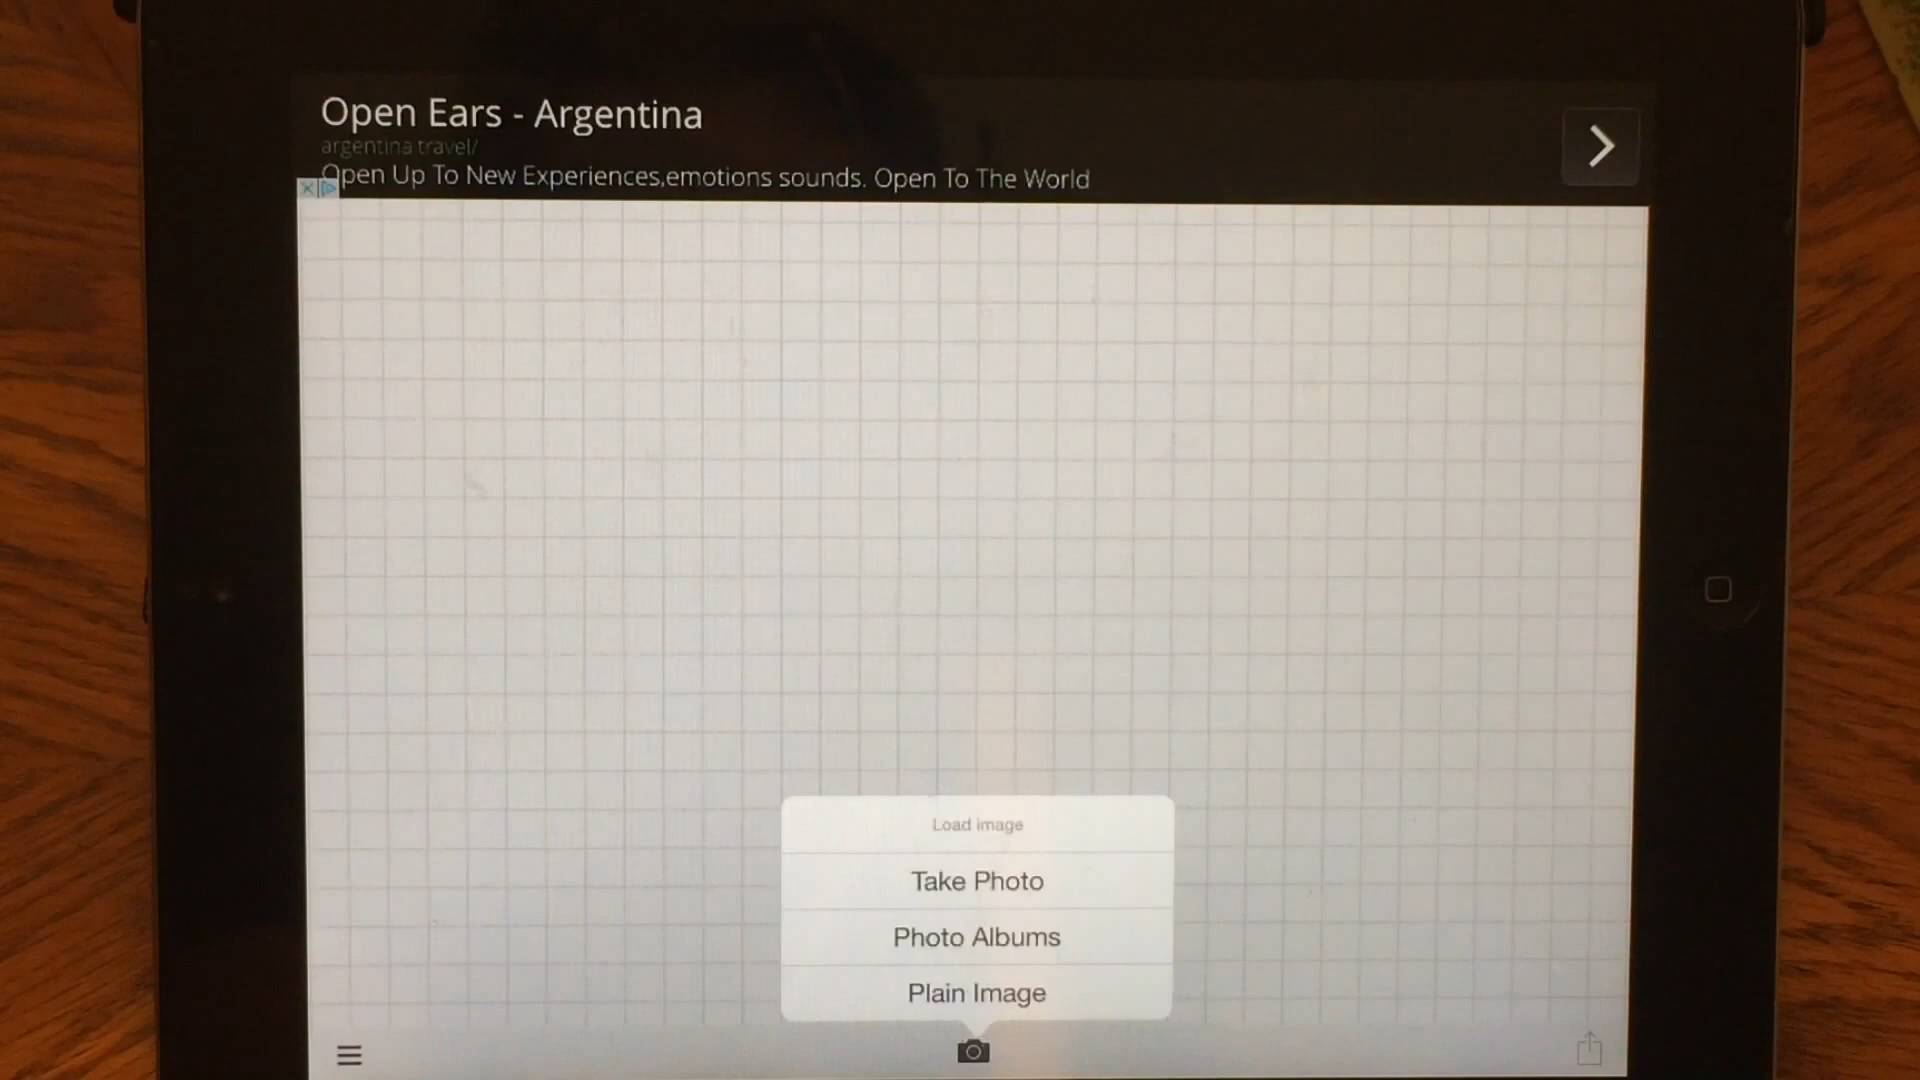 Open Ears - Argentina
argentina.travel/
Open Up To New Experiences,emotions sounds. Open To The World
Load image
Take Photo
Photo Albums
Plain Image